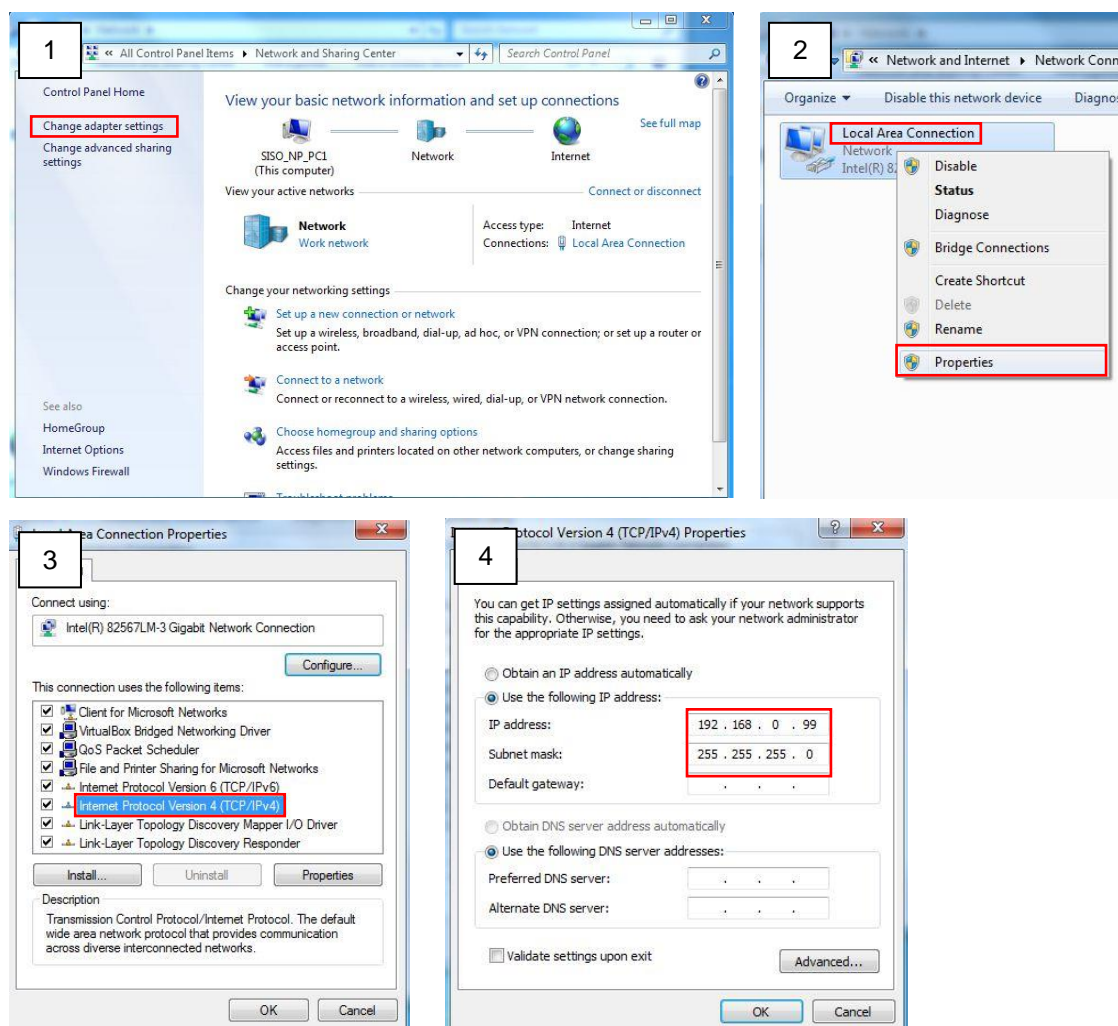 1
« All Control Panel Items ▸ Network and Sharing Center
Search Control Panel
Control Panel Home
Change adapter settings
Change advanced sharing
settings
See also
HomeGroup
Internet Options
Windows Firewall
View your basic network information and set up connections
See full map
SISO_NP_PC1
(This computer)
Network
Internet
View your active networks
Connect or disconnect
Network
Work network
Access type: Internet
Connections: Local Area Connection
Change your networking settings
Set up a new connection or network
Set up a wireless, broadband, dial-up, ad hoc, or VPN connection; or set up a router or
access point.
Connect to a network
Connect or reconnect to a wireless, wired, dial-up, or VPN network connection.
Choose homegroup and sharing options
Access files and printers located on other network computers, or change sharing
settings.
Troubleshoot problems
2
« Network and Internet ▸ Network Conn
Organize Disable this network device Diagnos
Local Area Connection
Network
Intel(R) 82
Disable
Status
Diagnose
Bridge Connections
Create Shortcut
Delete
Rename
Properties
3
ea Connection Properties
Connect using:
Intel(R) 82567LM-3 Gigabit Network Connection
Configure...
This connection uses the following items:
Client for Microsoft Networks
VirtualBox Bridged Networking Driver
QoS Packet Scheduler
File and Printer Sharing for Microsoft Networks
Internet Protocol Version 6 (TCP/IPv6)
Internet Protocol Version 4 (TCP/IPv4)
Link-Layer Topology Discovery Mapper I/O Driver
Link-Layer Topology Discovery Responder
Install... Uninstall Properties
Description
Transmission Control Protocol/Internet Protocol. The default
wide area network protocol that provides communication
across diverse interconnected networks.
OK Cancel
4
otocol Version 4 (TCP/IPv4) Properties
You can get IP settings assigned automatically if your network supports
this capability. Otherwise, you need to ask your network administrator
for the appropriate IP settings.
Obtain an IP address automatically
Use the following IP address:
IP address: 192 . 168 . 0 . 99
Subnet mask: 255 . 255 . 255 . 0
Default gateway: . . .
Obtain DNS server address automatically
Use the following DNS server addresses:
Preferred DNS server: . . .
Alternate DNS server: . . .
Validate settings upon exit
Advanced...
OK Cancel